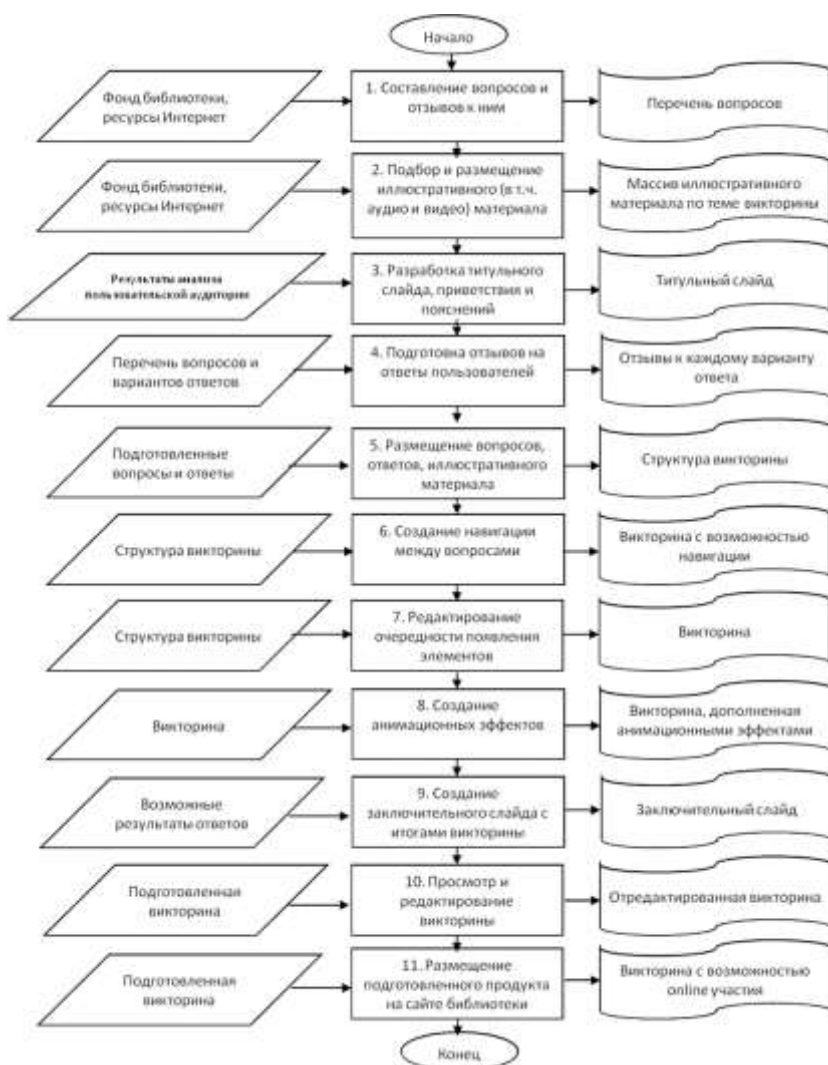 Начало
Фонд библиотеки,
ресурсы Интернет
1. Составление вопросов и
отзывов к ним
Перечень вопросов
Фонд библиотеки,
ресурсы Интернет
2. Подбор и размещение
иллюстративного (в т.ч.
аудио и видео) материала
Массив иллюстративного
материала по теме викторины
Результаты анализа
пользовательской аудитории
3. Разработка титульного
слайда, приветствия и
пояснений
Титульный слайд
Перечень вопросов и
вариантов ответов
4. Подготовка отзывов на
ответы пользователей
Отзывы к каждому варианту
ответа
Подготовленные
вопросы и ответы
5. Размещение вопросов,
ответов, иллюстративного
материала
Структура викторины
Структура викторины
6. Создание навигации
между вопросами
Викторина с возможностью
навигации
Структура викторины
7. Редактирование
очередности появления
элементов
Викторина
Викторина
8. Создание
анимационных эффектов
Викторина, дополненная
анимационными эффектами
Возможные
результаты ответов
9. Создание
заключительного слайда с
итогами викторины
Заключительный слайд
Подготовленная
викторина
10. Просмотр и
редактирование
викторины
Отредактированная викторина
Подготовленная
викторина
11. Размещение
подготовленного продукта
на сайте библиотеки
Викторина с возможностью
online участия
Конец